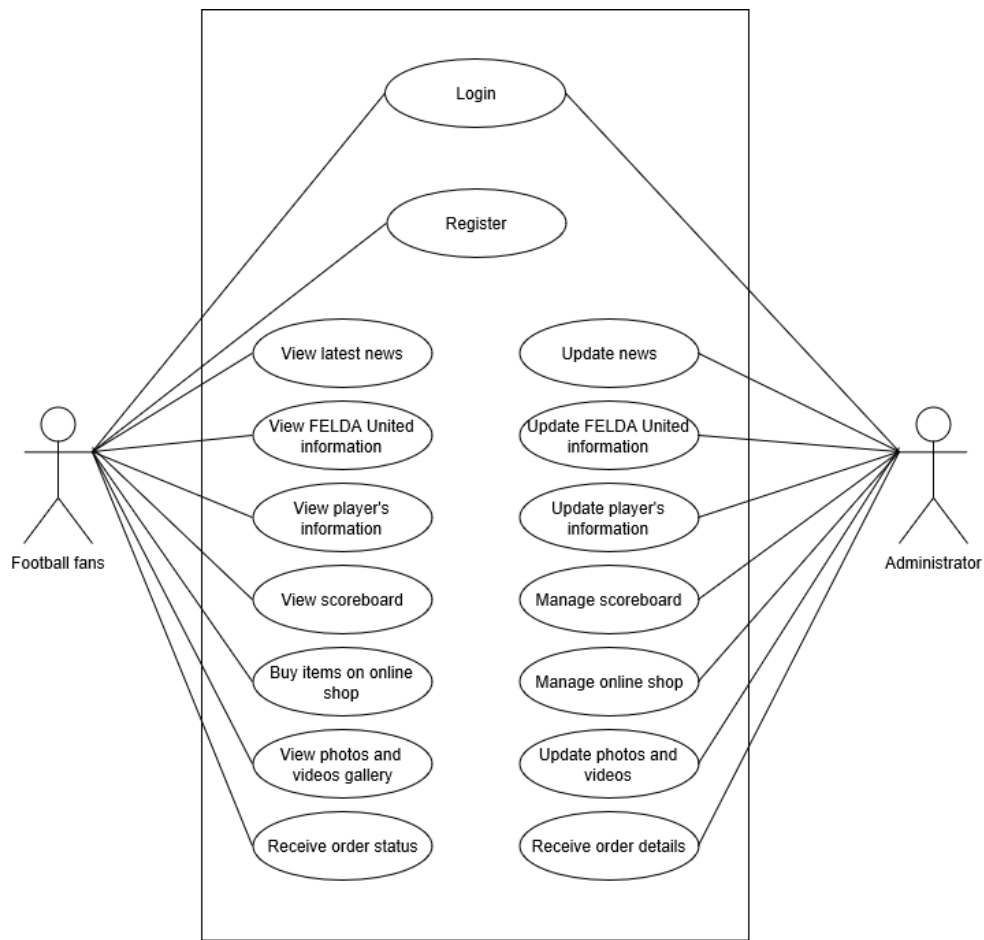 Login
Register
View latest news
Update news
View FELDA United
information
Update FELDA United
information
View player's
information
Update player's
information
Football fans
Administrator
View scoreboard
Manage scoreboard
Buy items on online
shop
Manage online shop
View photos and
videos gallery
Update photos and
videos
Receive order status
Receive order details